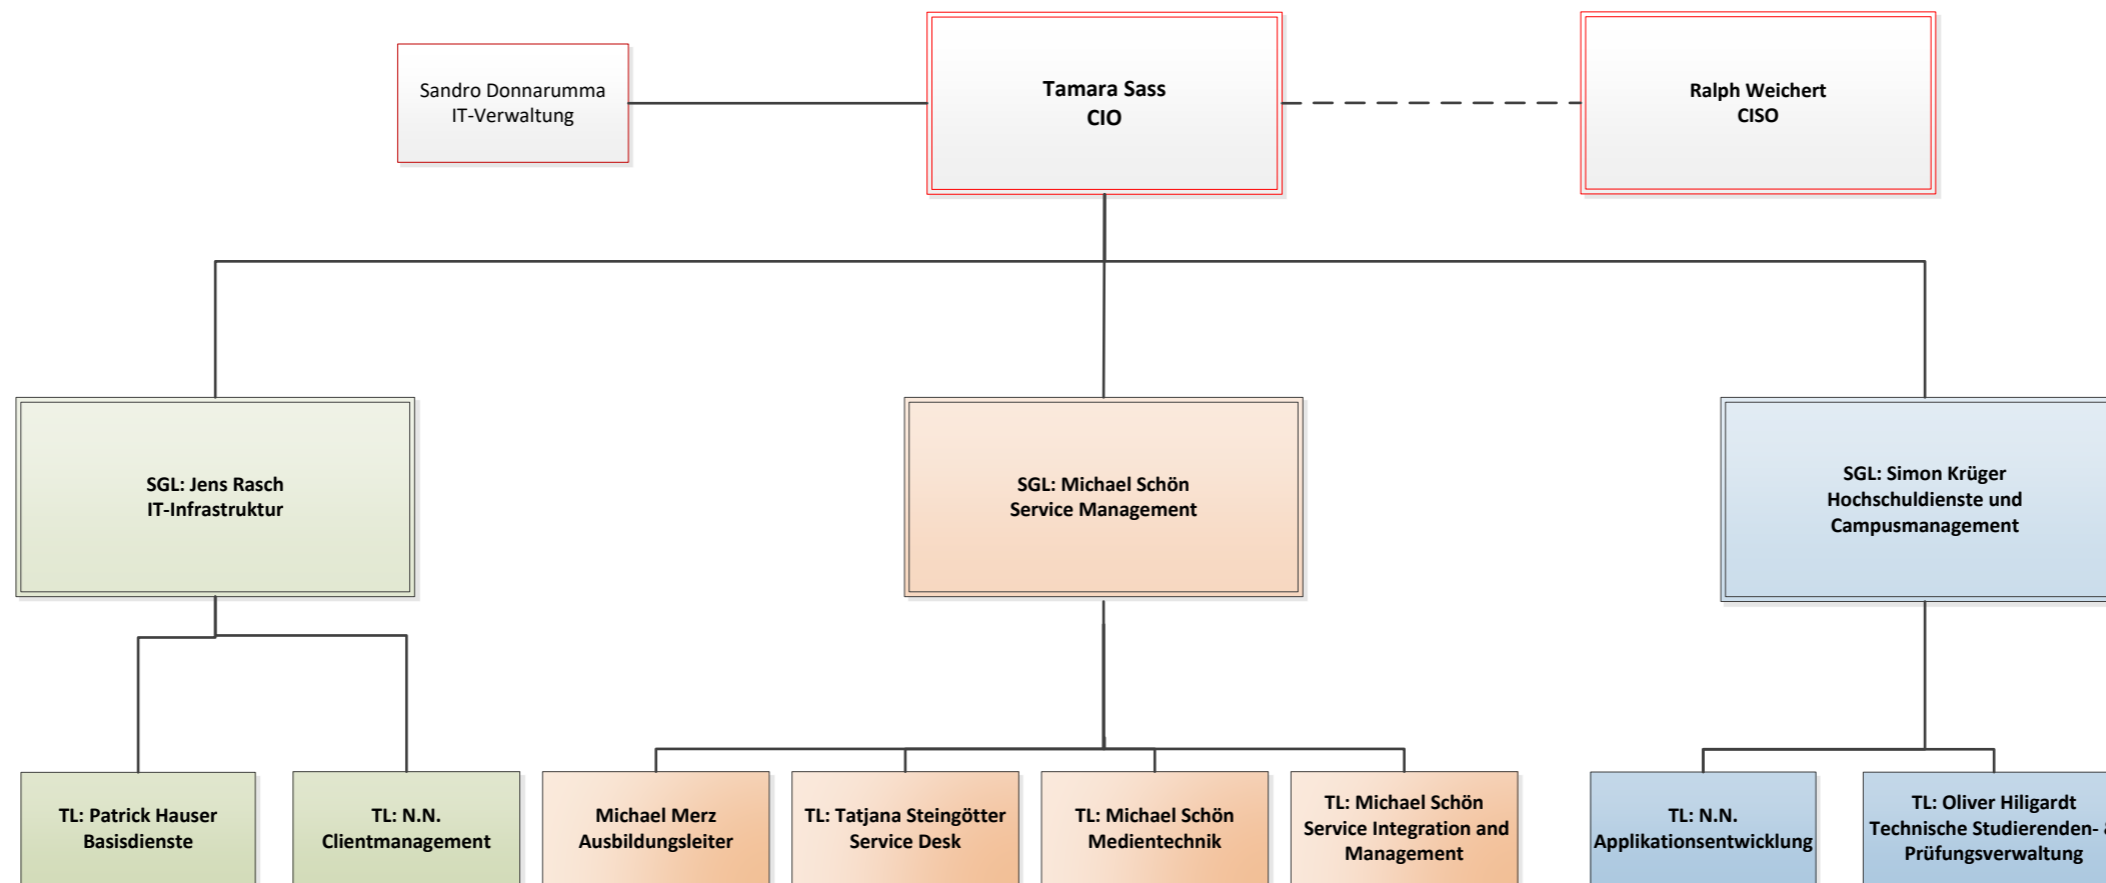 Sandro Donnarumma
IT-Verwaltung
Tamara Sass
CIO
Ralph Weichert
CISO
SGL: Jens Rasch
IT-Infrastruktur
SGL: Michael Schön
Service Management
SGL: Simon Krüger
Hochschuldienste und
Campusmanagement
TL: Patrick Hauser
Basisdienste
TL: N.N.
Clientmanagement
Michael Merz
Ausbildungsleiter
TL: Tatjana Steingötter
Service Desk
TL: Michael Schön
Medientechnik
TL: Michael Schön
Service Integration and
Management
TL: N.N.
Applikationsentwicklung
TL: Oliver Hiligardt
Technische Studierenden-
Prüfungsverwaltung